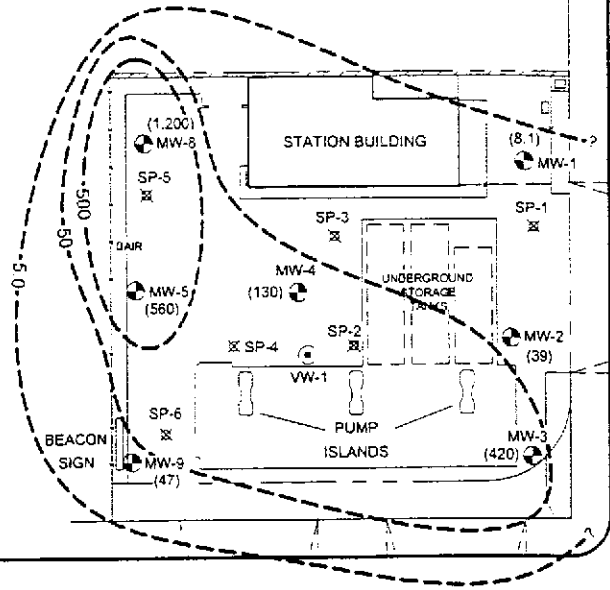 (1,200)
MW-8
STATION BUILDING
(8.1)
MW-1
?
SP-5
SP-3
SP-1
500
50
5.0
AIR
MW-5
(560)
MW-4
(130)
UNDERGROUND
STORAGE
TANKS
SP-4
SP-2
VW-1
MW-2
(39)
SP-6
PUMP
ISLANDS
BEACON
SIGN
MW-9
(47)
MW-3
(420)
?